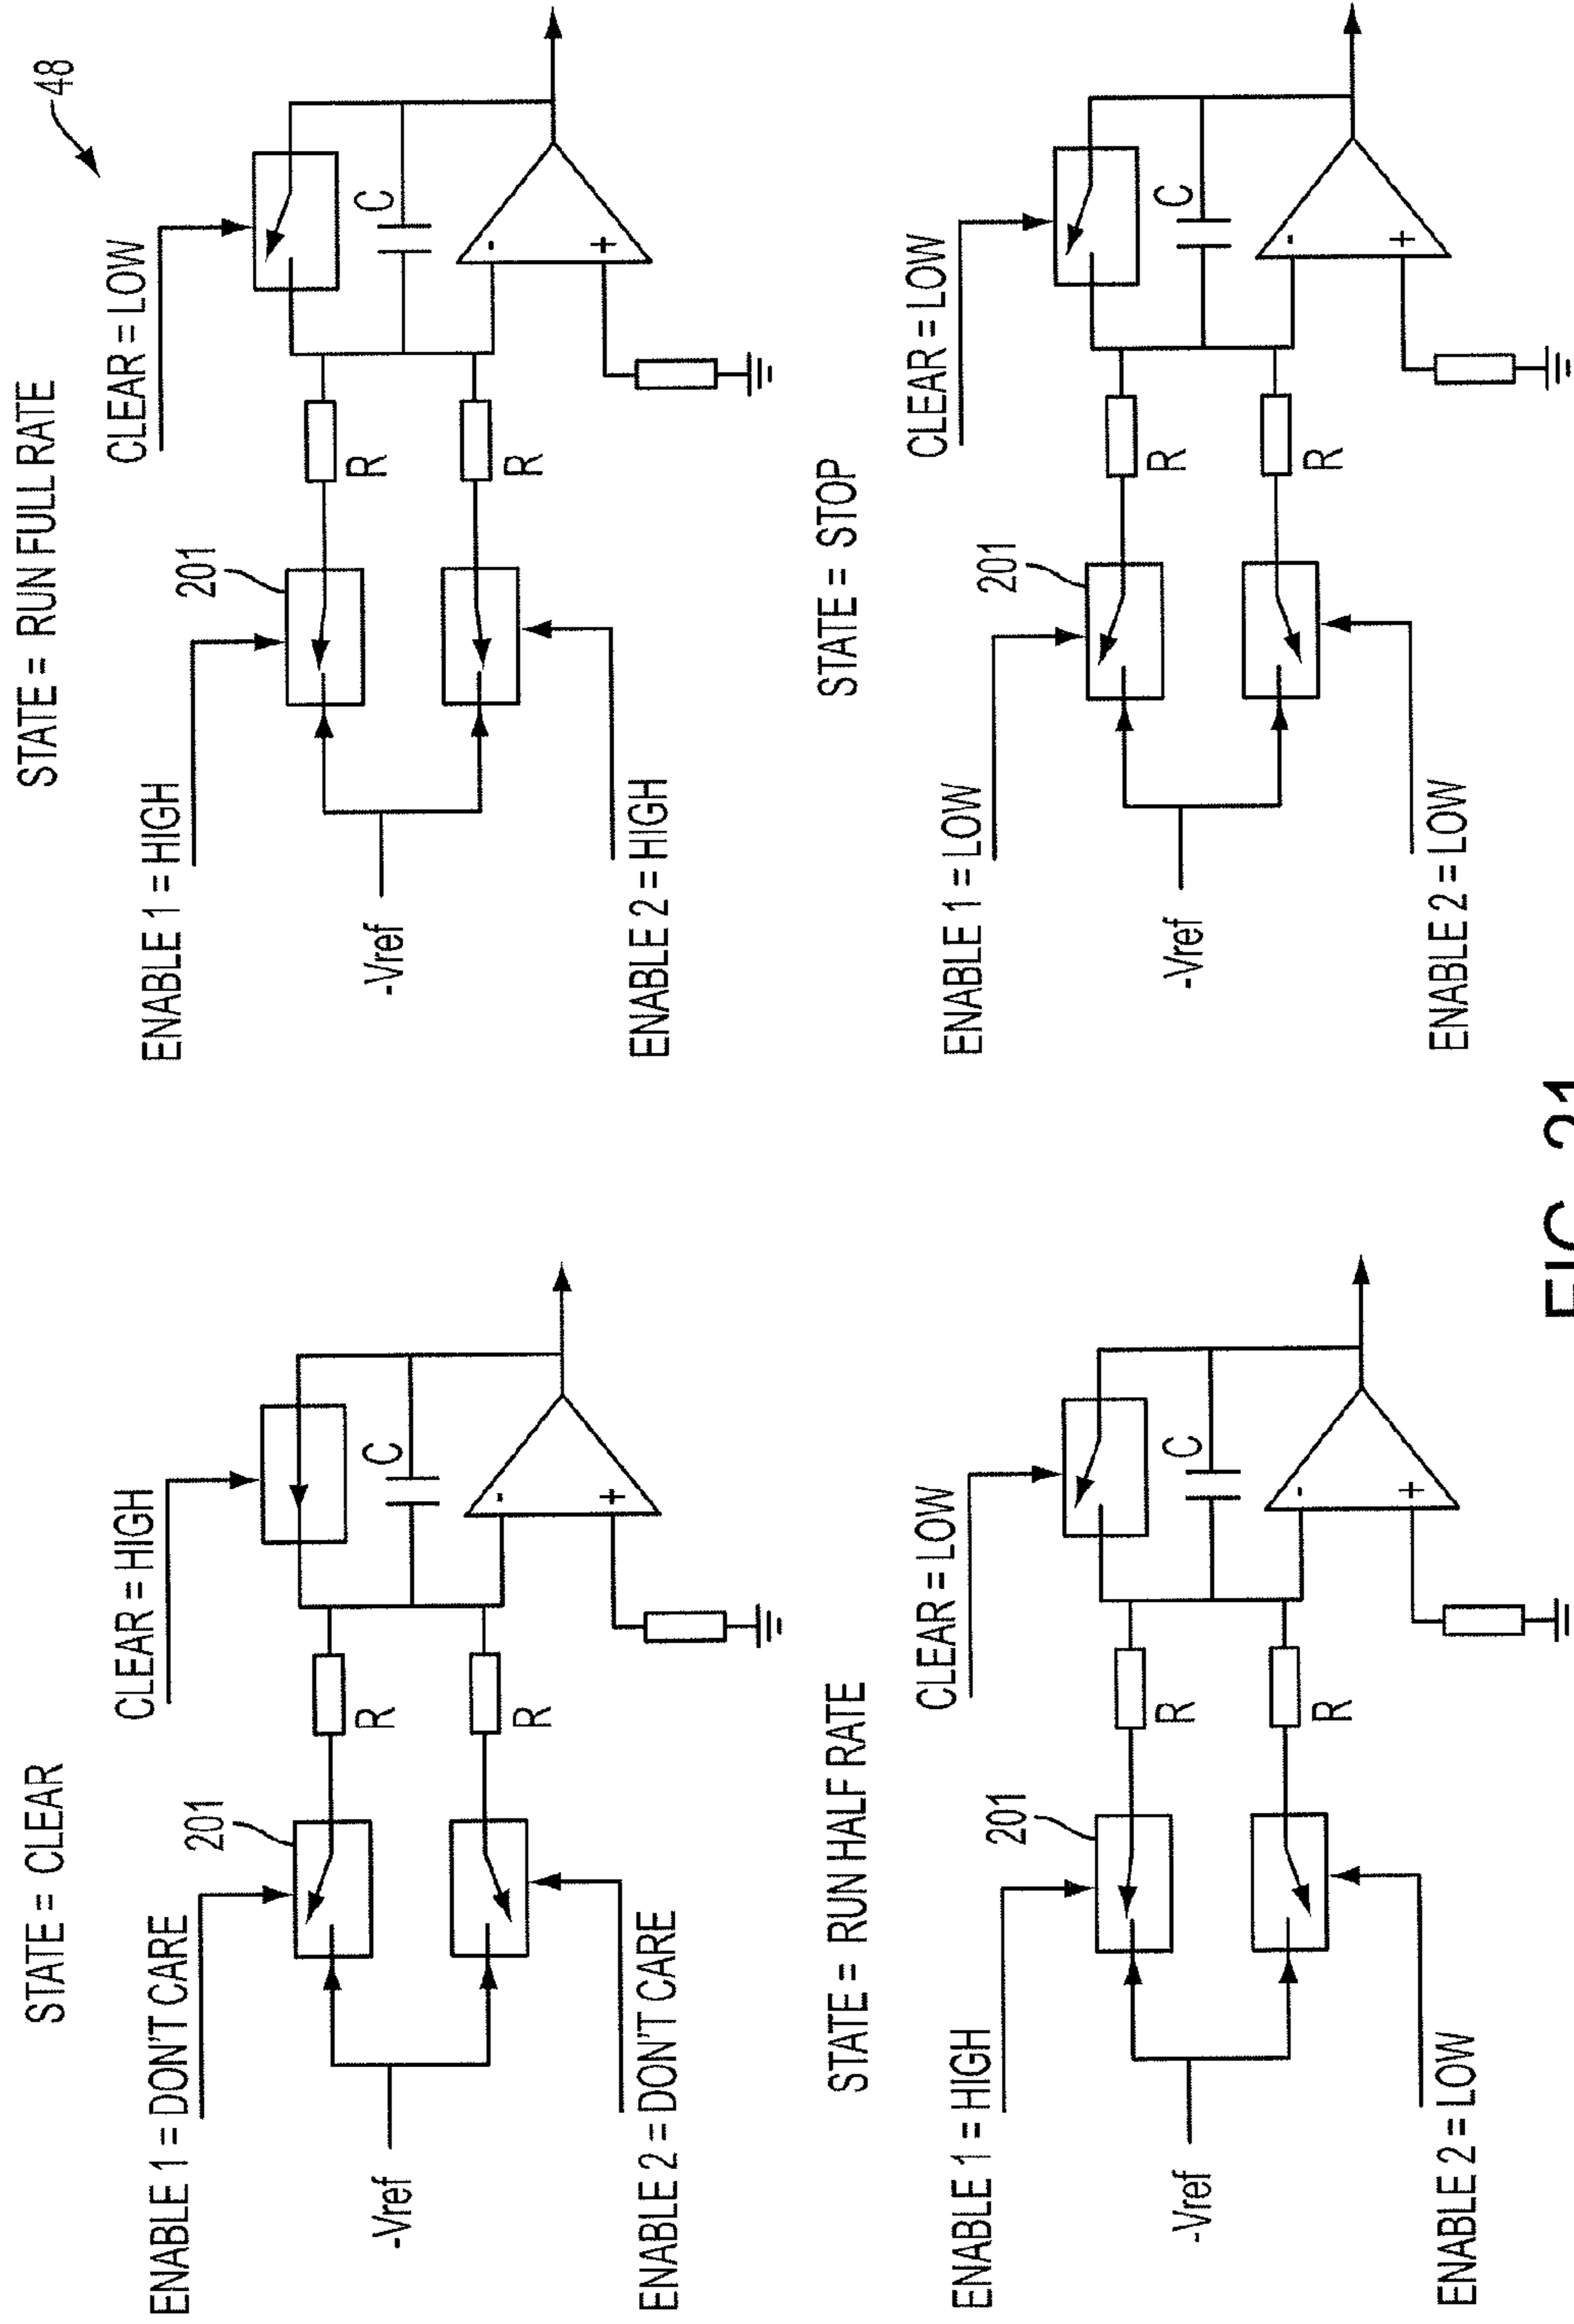 48
STATE = CLEAR
ENABLE 1 = DON'T CARE
201
CLEAR = HIGH
R
C
-
+
-Vref
R
ENABLE 2 = DON'T CARE
STATE = RUN FULL RATE
ENABLE 1 = HIGH
201
CLEAR = LOW
R
C
-
+
-Vref
R
ENABLE 2 = HIGH
STATE = RUN HALF RATE
ENABLE 1 = HIGH
201
CLEAR = LOW
R
C
-
+
-Vref
R
ENABLE 2 = LOW
STATE = STOP
ENABLE 1 = LOW
201
CLEAR = LOW
R
C
-
+
-Vref
R
ENABLE 2 = LOW